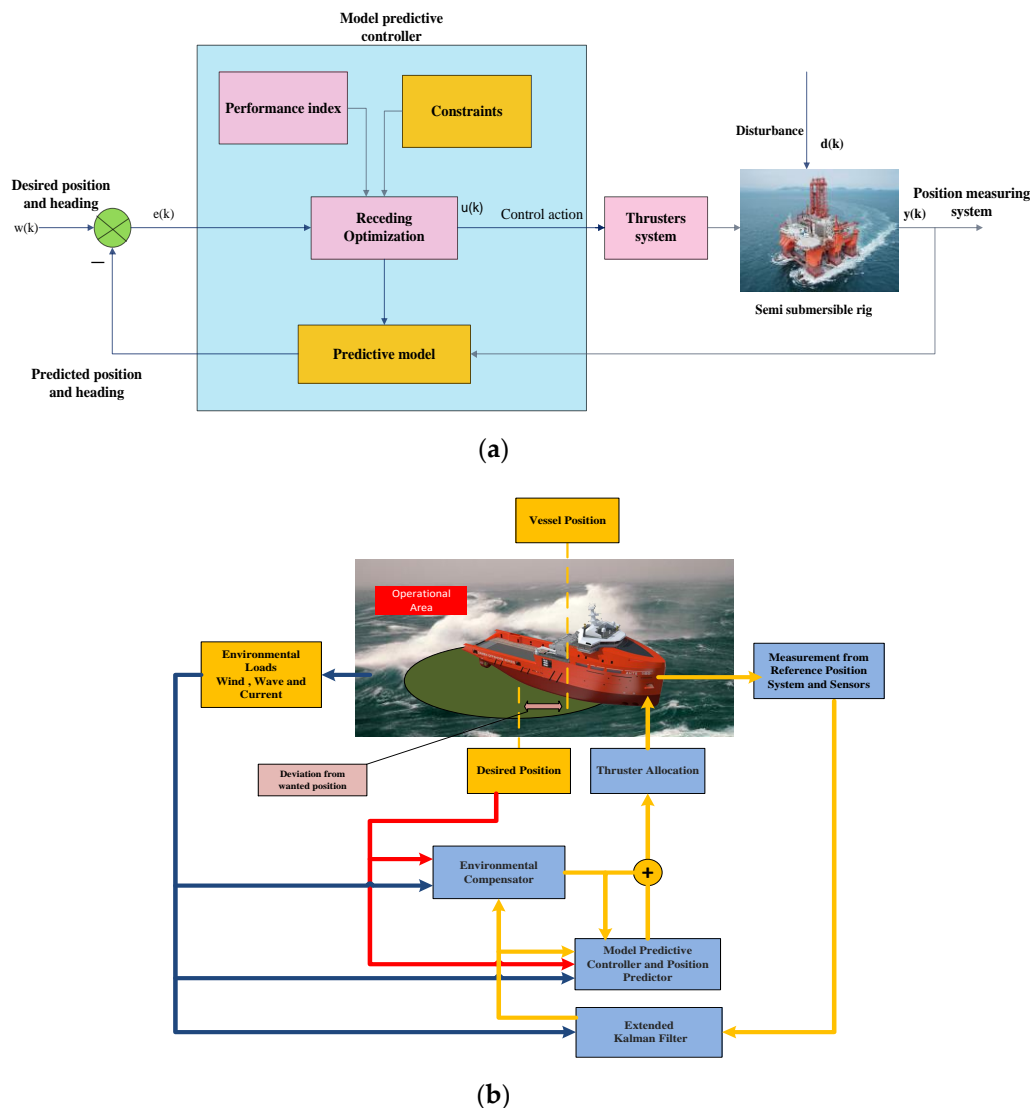 Model predictive
controller
Performance index
Constraints
Disturbance
d(k)
Desired position
and heading
w(k)
e(k)
Receding
Optimization
u(k)
Control action
Thrusters
system
y(k)
Position measuring
system
Semi submersible rig
Predictive model
Predicted position
and heading
(a)
Vessel Position
Operational
Area
Environmental
Loads
Wind , Wave and
Current
Measurement from
Reference Position
System and Sensors
Deviation from
wanted position
Desired Position
Thruster Allocation
Environmental
Compensator
+
Model Predictive
Controller and Position
Predictor
Extended
Kalman Filter
(b)